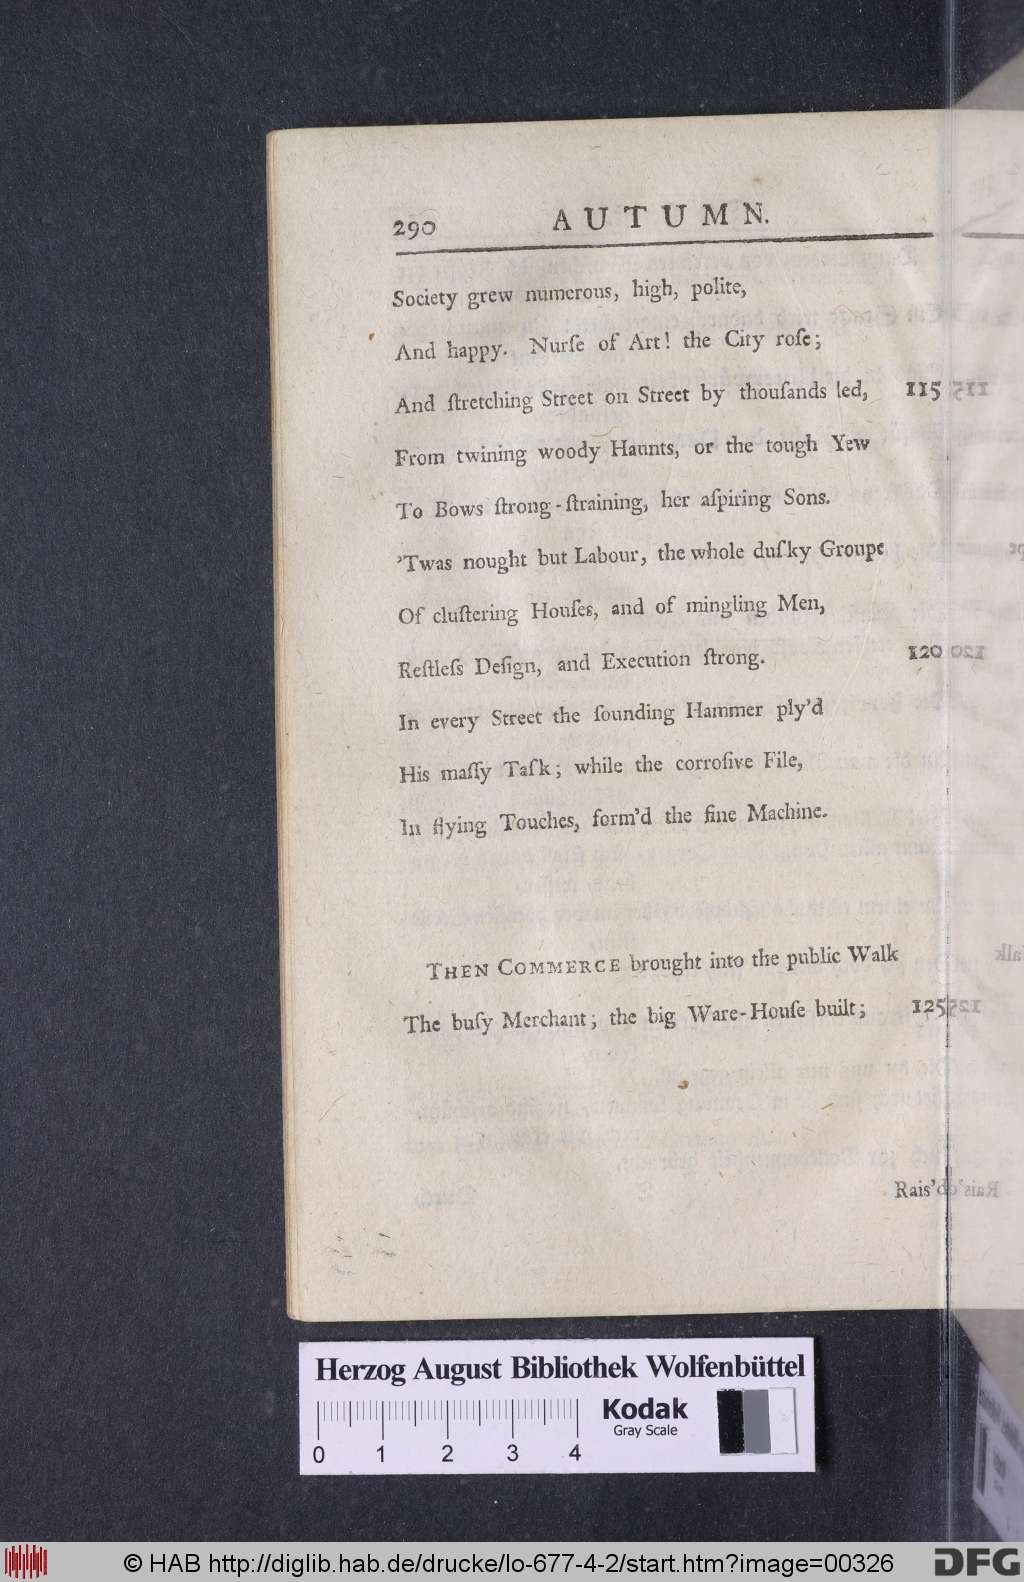 290 AUTUMN.
Society grew numerous, high, polite,
And happy. Nurſe of Art! the City roſe;
And ſtretching Street on Street by thouſands led, 115
From twining woody Haunts, or the tough Yew
To Bows ſtrong-ſtraining, her aſpiring Sons.
'Twas nought but Labour, the whole duſky Groupe
Of cluſtering Houſes, and of mingling Men,
Reſtleſs Deſign, and Execution ſtrong. 120
In every Street the ſounding Hammer ply'd
His maſſy Taſk; while the corroſive File,
In flying Touches, form'd the fine Machine.
THEN COMMERCE brought into the public Walk
The buſy Merchant; the big Ware-Houſe built; 125
Rais'd
Herzog August Bibliothek Wolfenbüttel
0 1 2 3 4
Kodak
Gray Scale
© HAB http://diglib.hab.de/drucke/lo-677-4-2/start.htm?image=00326
DFG